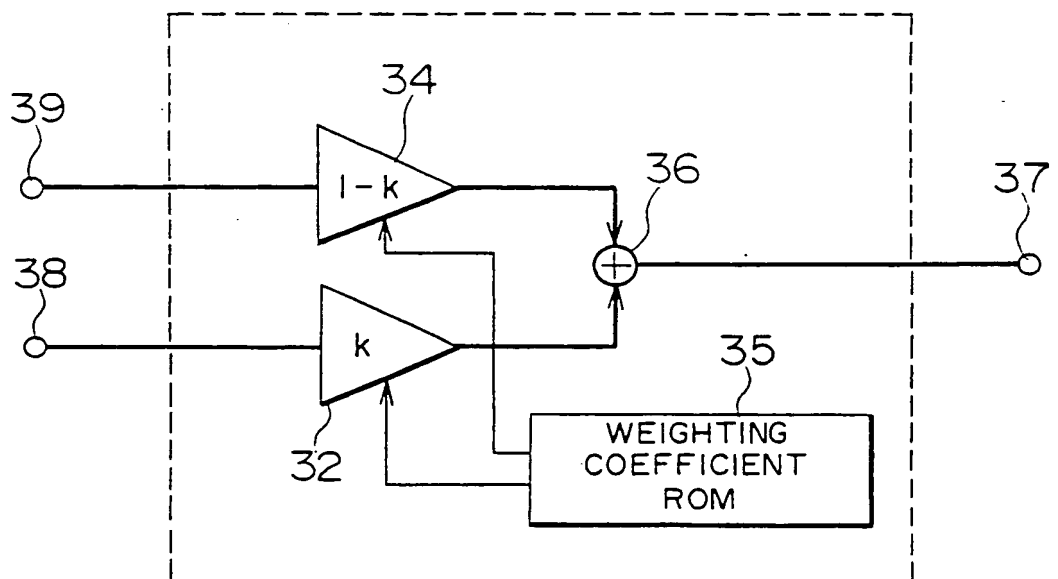 34
39
1-k
36
37
38
k
35
32
WEIGHTING
COEFFICIENT
ROM